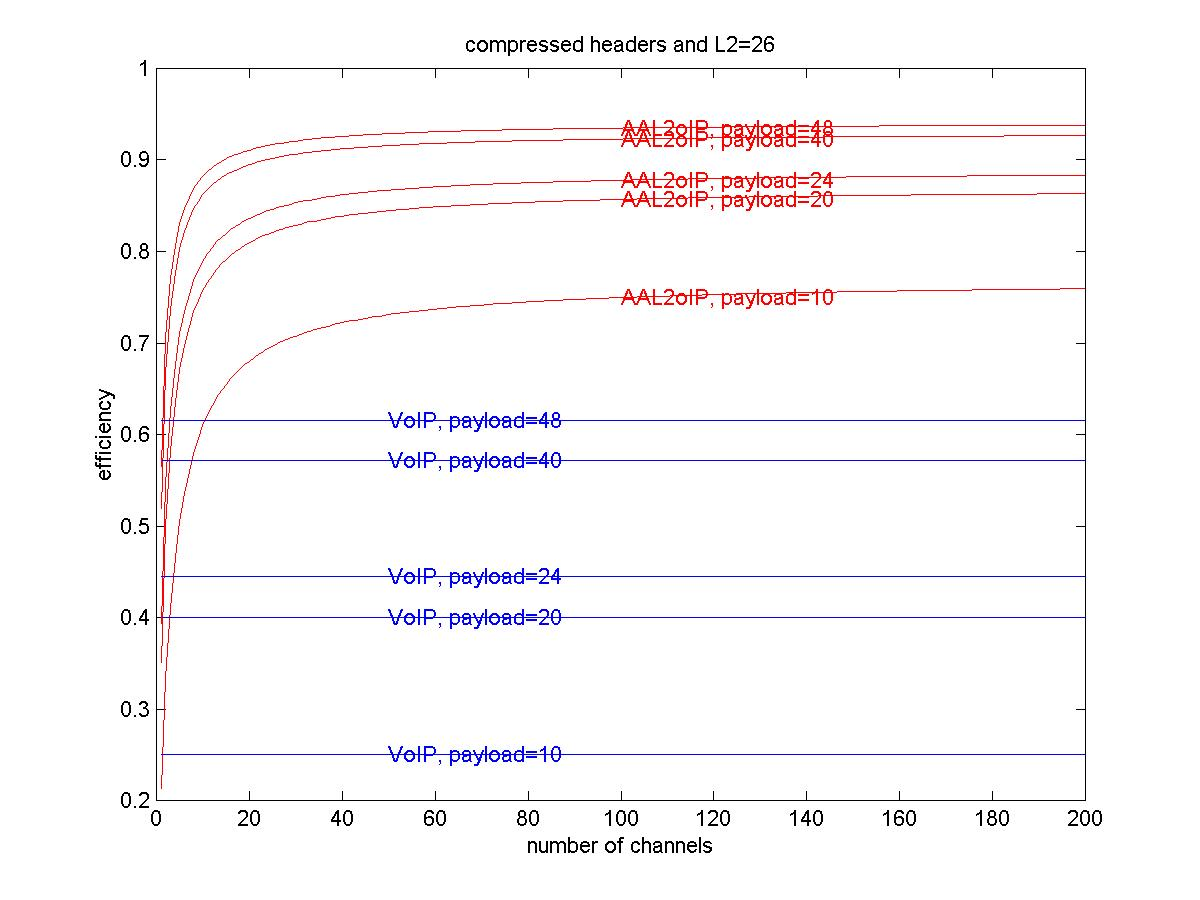 compressed headers and L2=26
1
0.9
0.8
0.7
0.6
0.5
0.4
0.3
0.2
efficiency
AAL2oIP, payload=48
AAL2oIP, payload=40
AAL2oIP, payload=24
AAL2oIP, payload=20
AAL2oIP, payload=10
VoIP, payload=48
VoIP, payload=40
VoIP, payload=24
VoIP, payload=20
VoIP, payload=10
0 20 40 60 80 100 120 140 160 180 200
number of channels